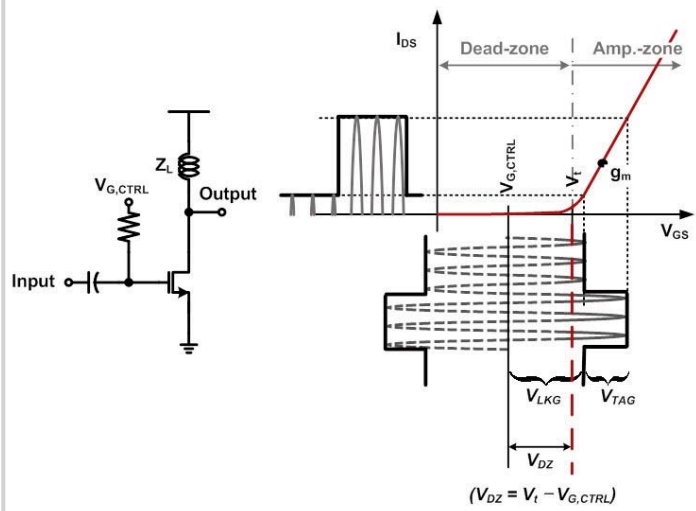 I_DS
Dead-zone
Amp.-zone
Z_L
V_G,CTRL
Output
Input
V_G,CTRL
V_t
g_m
V_GS
V_LKG
V_TAG
V_DZ
(V_DZ = V_t − V_G,CTRL)